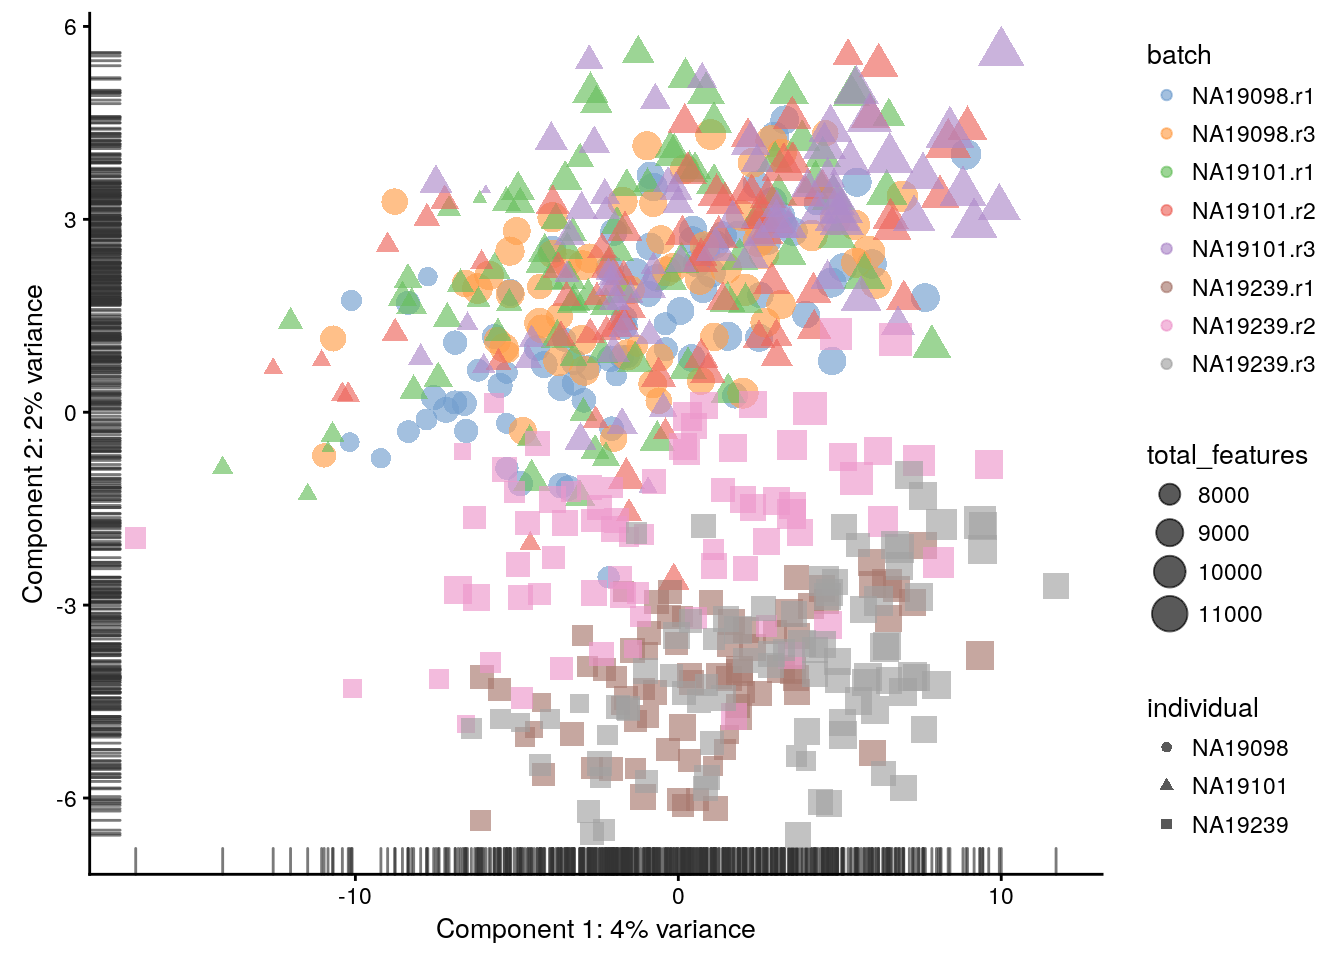 6
3
0
-3
-6
Component 2: 2% variance
-10
0
10
Component 1: 4% variance
batch
NA19098.r1
NA19098.r3
NA19101.r1
NA19101.r2
NA19101.r3
NA19239.r1
NA19239.r2
NA19239.r3
total_features
8000
9000
10000
11000
individual
NA19098
NA19101
NA19239